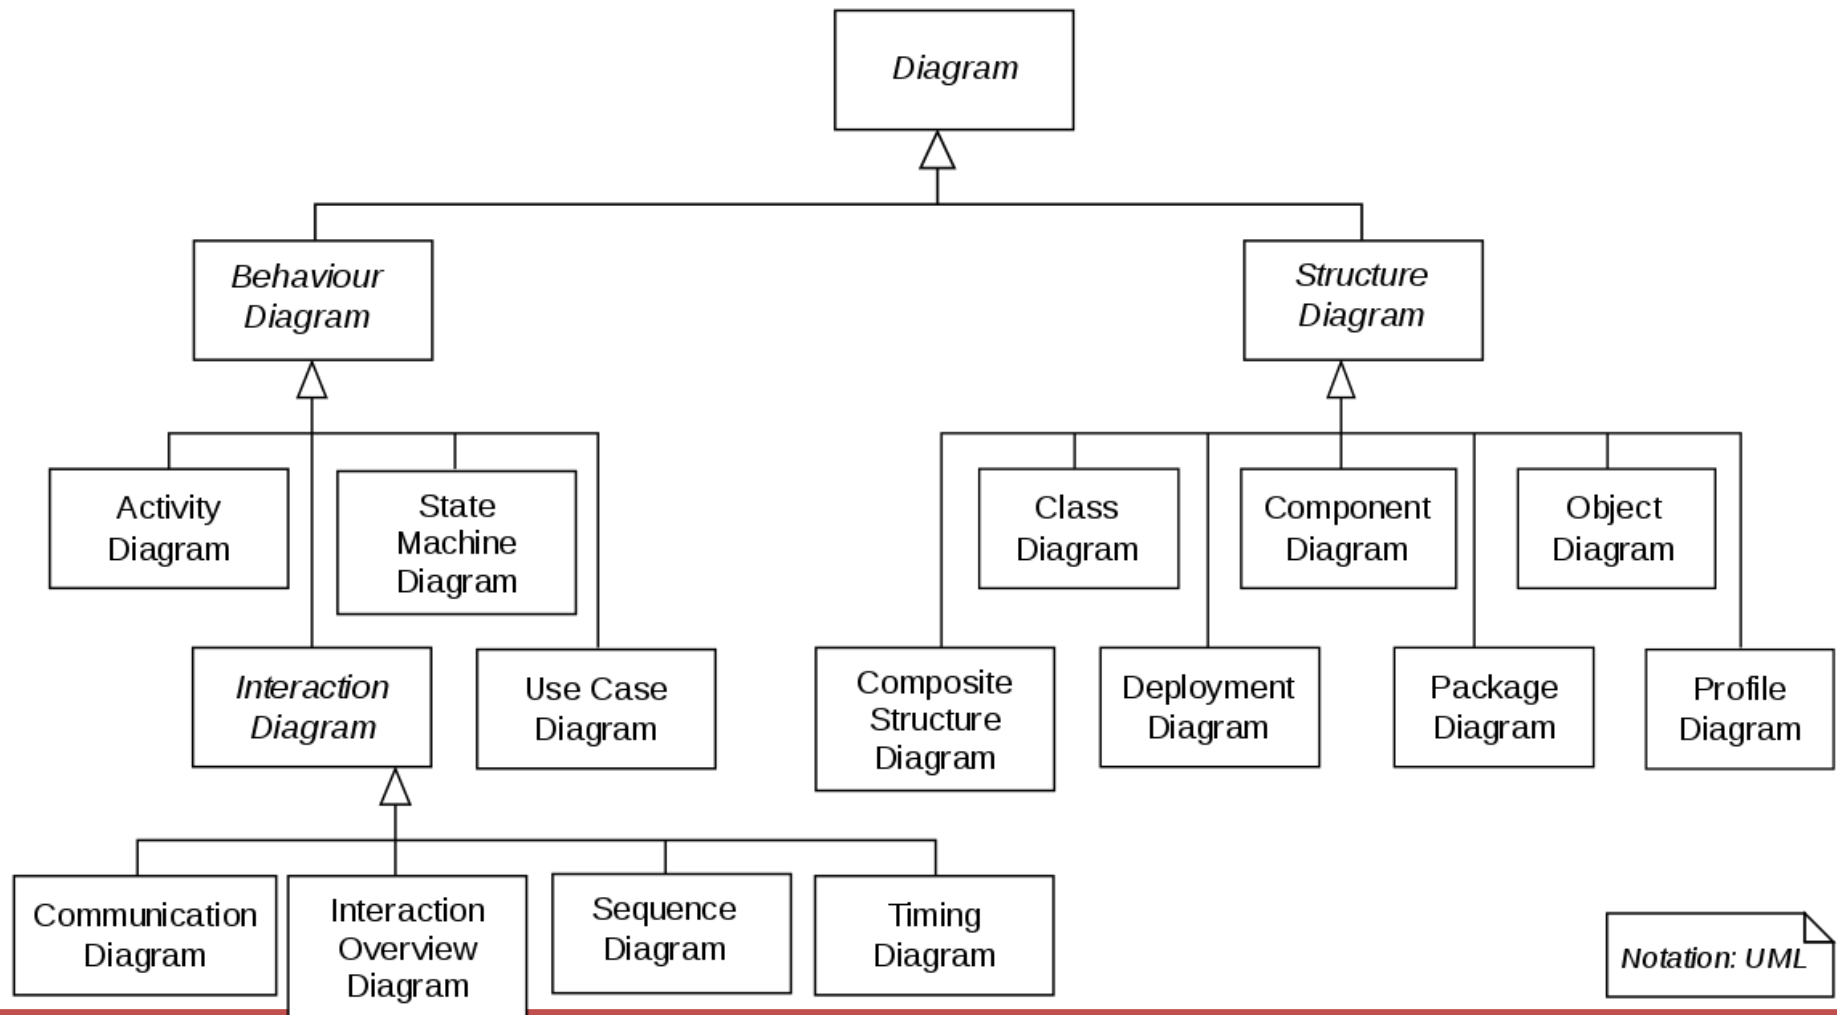 Diagram
Behaviour
Diagram
Structure
Diagram
Activity
Diagram
State
Machine
Diagram
Class
Diagram
Component
Diagram
Object
Diagram
Interaction
Diagram
Use Case
Diagram
Composite
Structure
Diagram
Deployment
Diagram
Package
Diagram
Profile
Diagram
Communication
Diagram
Interaction
Overview
Diagram
Sequence
Diagram
Timing
Diagram
Notation: UML